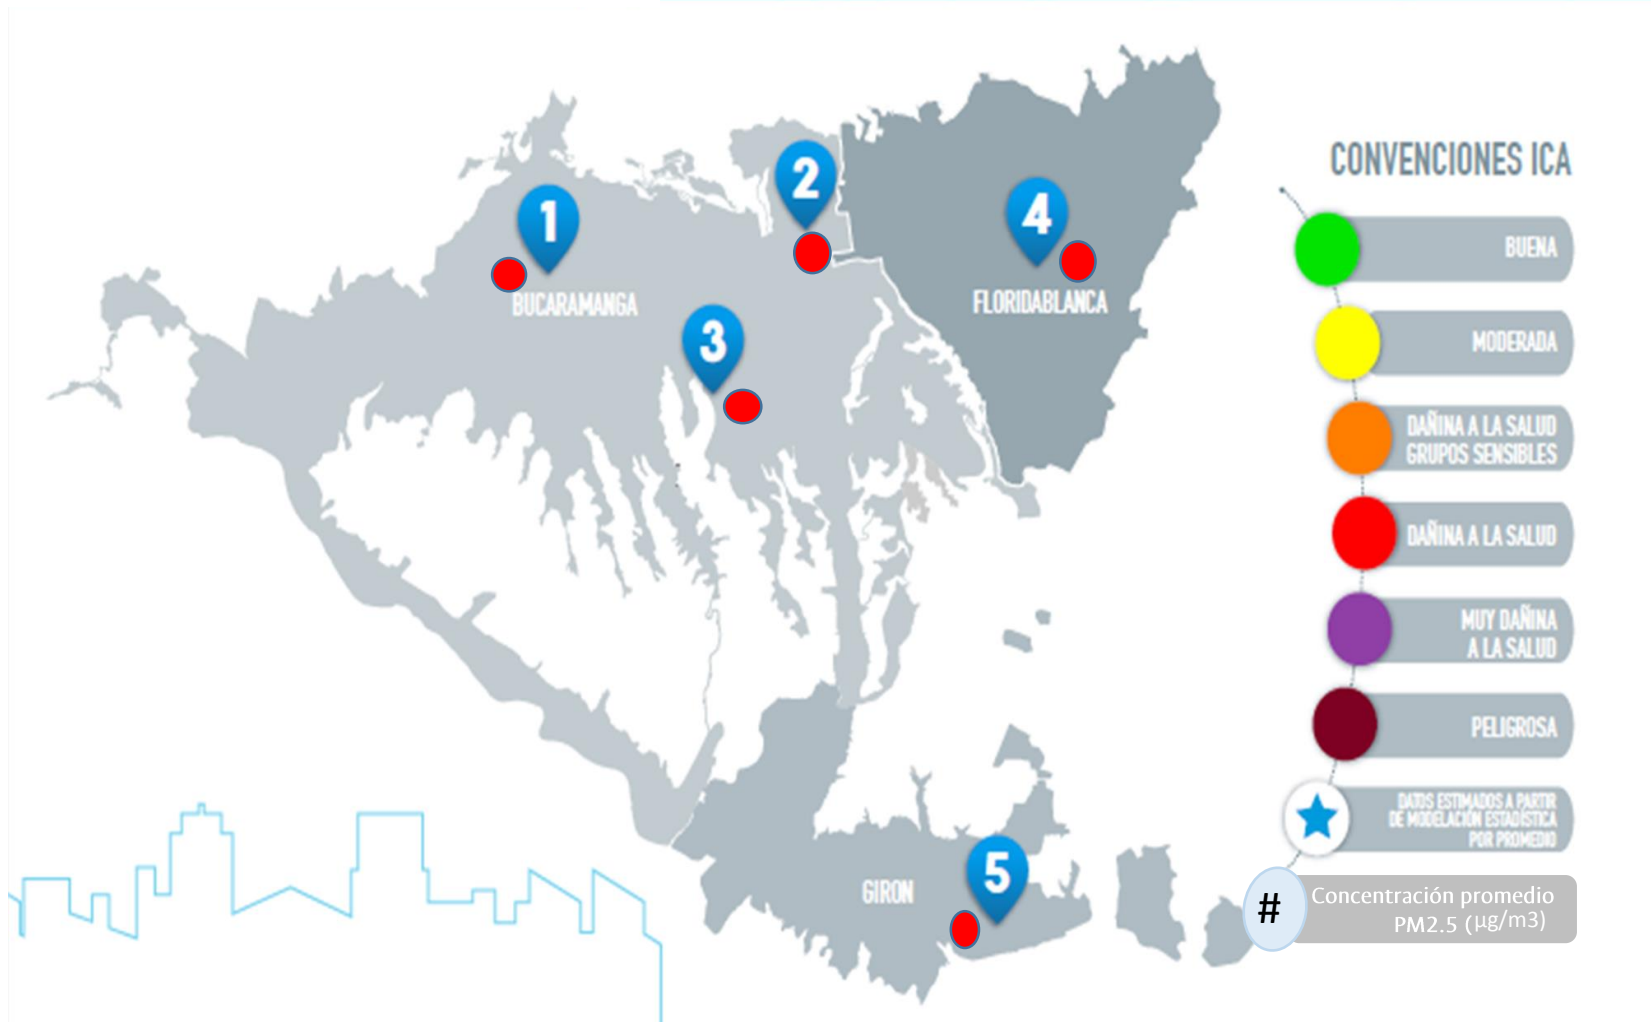 CONVENCIONES ICA
1
2
3
4
5
BUCARAMANGA
FLORIDABLANCA
GIRON
BUENA
MODERADA
DAÑINA A LA SALUD
GRUPOS SENSIBLES
DAÑINA A LA SALUD
MUY DAÑINA
A LA SALUD
PELIGROSA
DATOS ESTIMADOS A PARTIR
DE MODELACIÓN ESTADÍSTICA
POR PROMEDIO
#
Concentración promedio
PM2.5 (µg/m3)